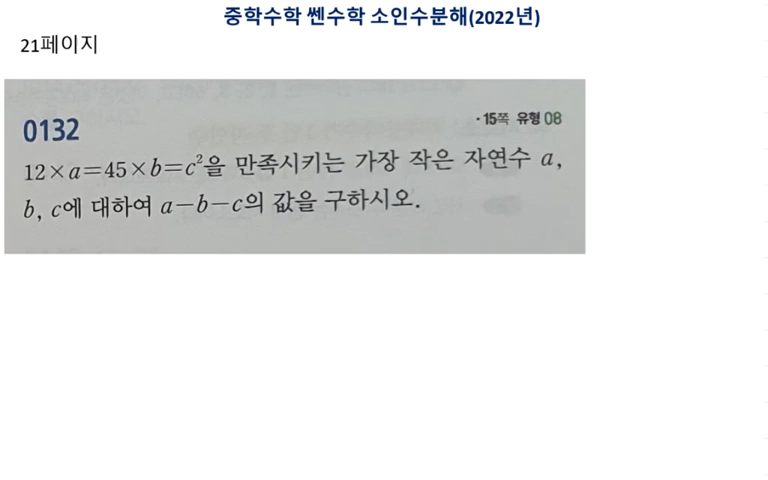 중학수학 쎈수학 소인수분해(2022년)
21페이지
· 15쪽 유형 08
0132
12×a=45×b=c²을 만족시키는 가장 작은 자연수 a,
b, c에 대하여 a-b-c의 값을 구하시오.